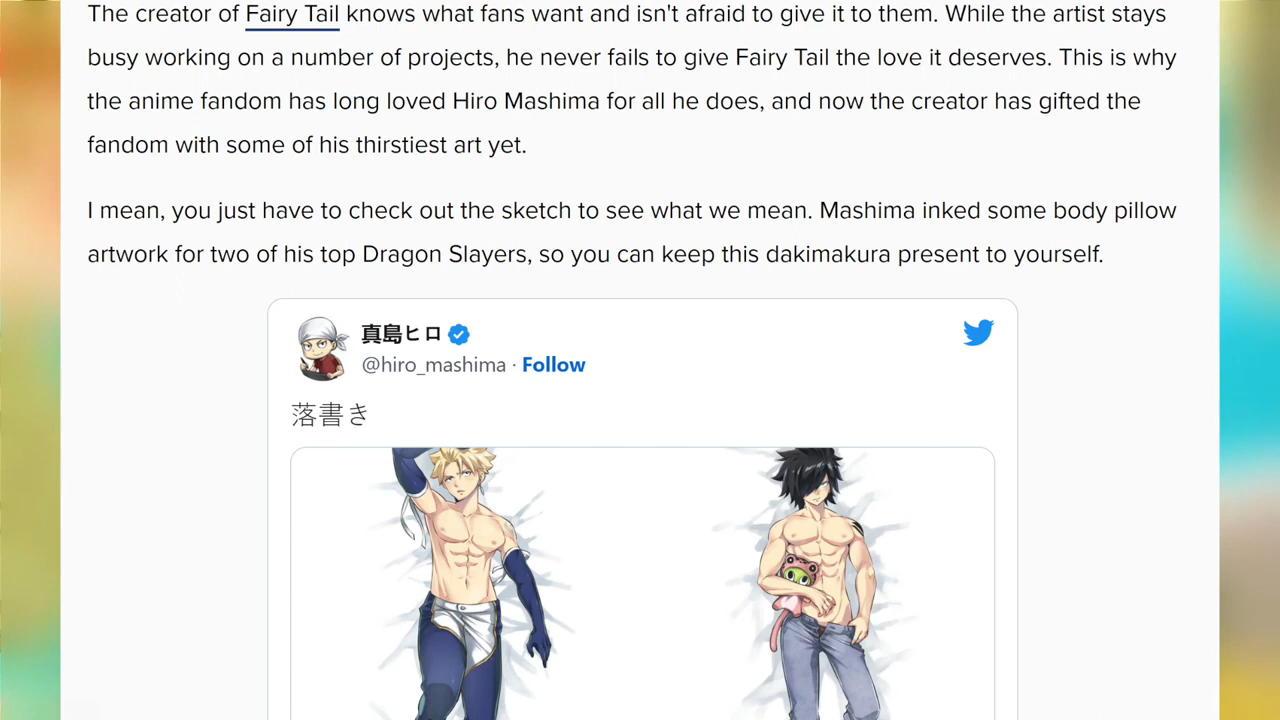 The creator of Fairy Tail knows what fans want and isn't afraid to give it to them. While the artist stays
busy working on a number of projects, he never fails to give Fairy Tail the love it deserves. This is why
the anime fandom has long loved Hiro Mashima for all he does, and now the creator has gifted the
fandom with some of his thirstiest art yet.
I mean, you just have to check out the sketch to see what we mean. Mashima inked some body pillow
artwork for two of his top Dragon Slayers, so you can keep this dakimakura present to yourself.
真島ヒロ
@hiro_mashima · Follow
落書き